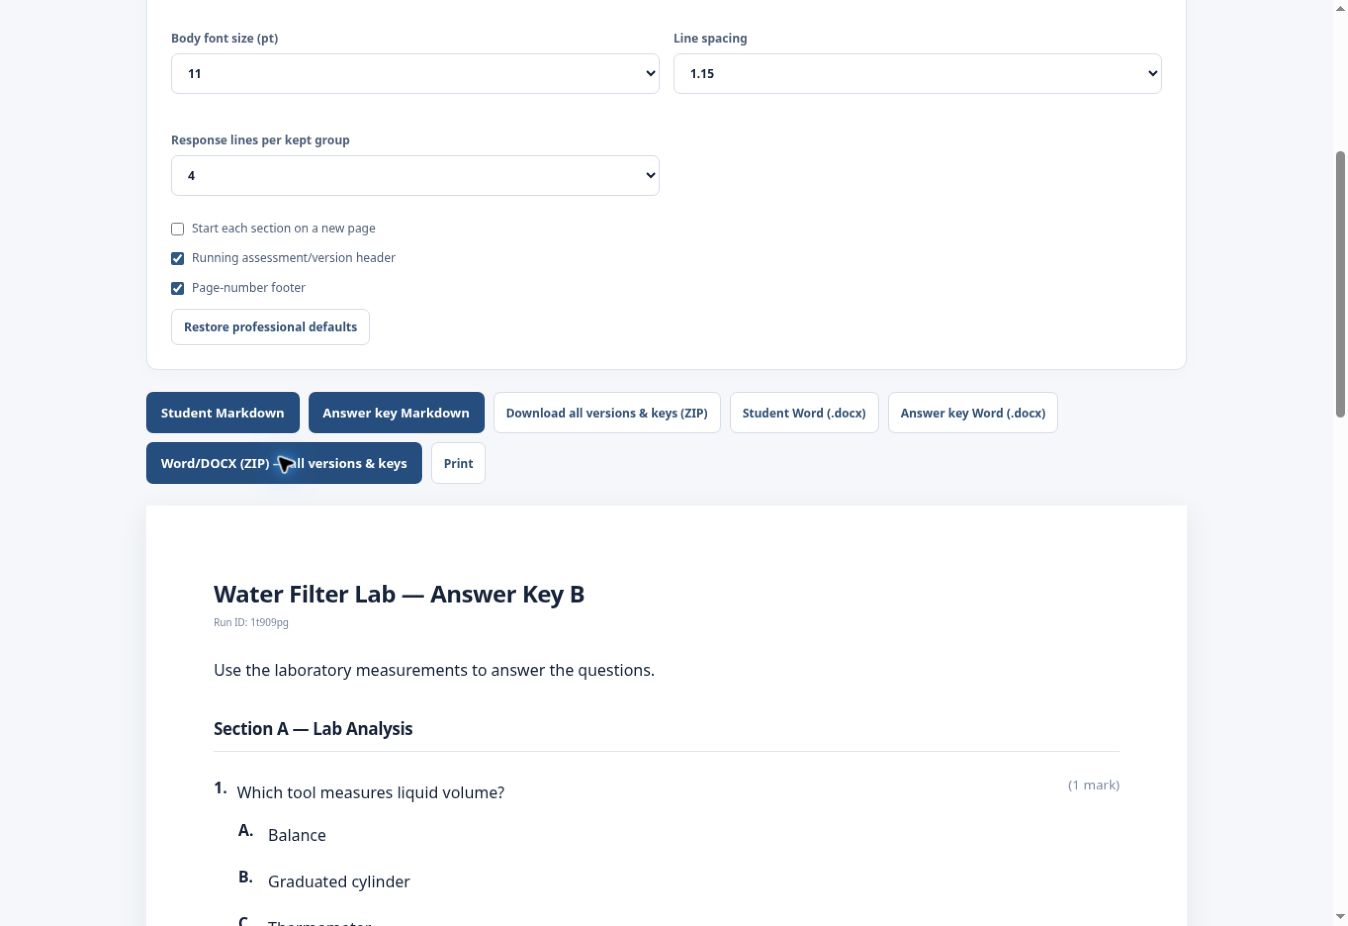 Body font size (pt)
Line spacing
11
1.15
Response lines per kept group
4
Start each section on a new page
Running assessment/version header
Page-number footer
Restore professional defaults
Student Markdown
Answer key Markdown
Download all versions & keys (ZIP)
Student Word (.docx)
Answer key Word (.docx)
Word/DOCX (ZIP) – all versions & keys
Print
Water Filter Lab — Answer Key B
Run ID: 1t909pg
Use the laboratory measurements to answer the questions.
Section A — Lab Analysis
1. Which tool measures liquid volume? (1 mark)
A. Balance
B. Graduated cylinder
C. Thermometer